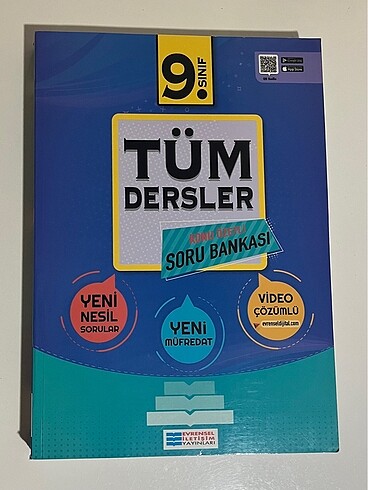 9. SINIF
TÜM
DERSLER
SORU BANKASI
YENİ
NESİL
SORULAR
YENİ
MÜFREDAT
VİDEO
ÇÖZÜMLÜ
evrenseldijital.com
EVRENSEL
İLETİŞİM
YAYINLARI